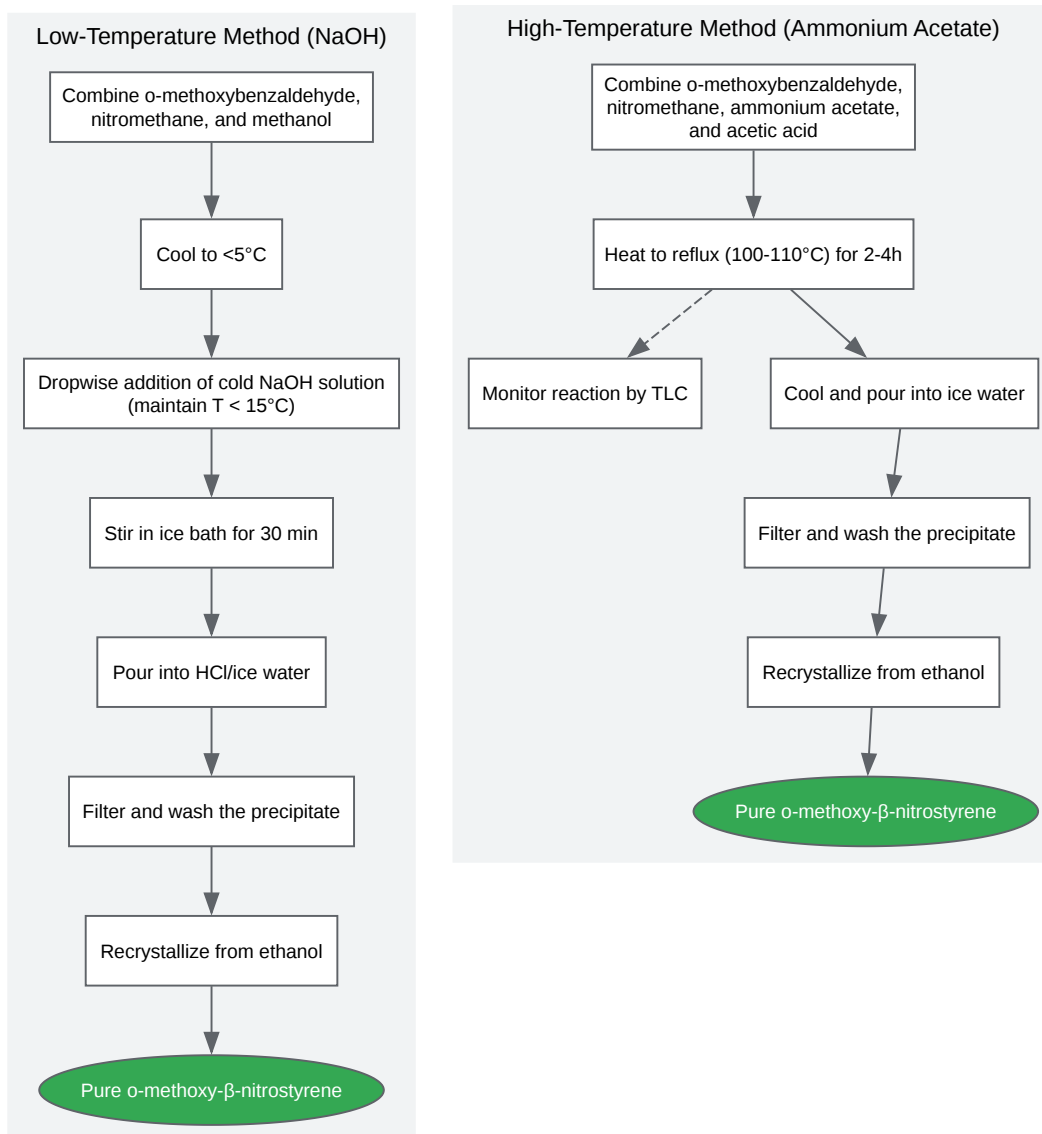 Low-Temperature Method (NaOH)
Combine o-methoxybenzaldehyde,
nitromethane, and methanol
Cool to <5°C
Dropwise addition of cold NaOH solution
(maintain T < 15°C)
Stir in ice bath for 30 min
Pour into HCl/ice water
Filter and wash the precipitate
Recrystallize from ethanol
Pure o-methoxy-β-nitrostyrene
High-Temperature Method (Ammonium Acetate)
Combine o-methoxybenzaldehyde,
nitromethane, ammonium acetate,
and acetic acid
Heat to reflux (100-110°C) for 2-4h
Monitor reaction by TLC
Cool and pour into ice water
Filter and wash the precipitate
Recrystallize from ethanol
Pure o-methoxy-β-nitrostyrene